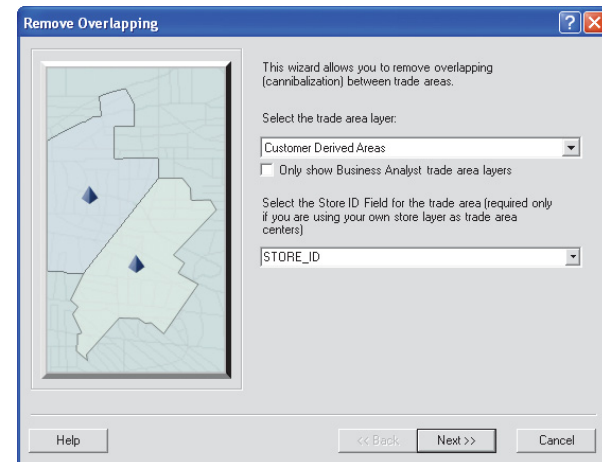 Remove Overlapping
This wizard allows you to remove overlapping
(cannibalization) between trade areas.
Select the trade area layer:
Customer Derived Areas
Only show Business Analyst trade area layers
Select the Store ID Field for the trade area (required only
if you are using your own store layer as trade area
centers)
STORE_ID
Help
<< Back
Next >>
Cancel